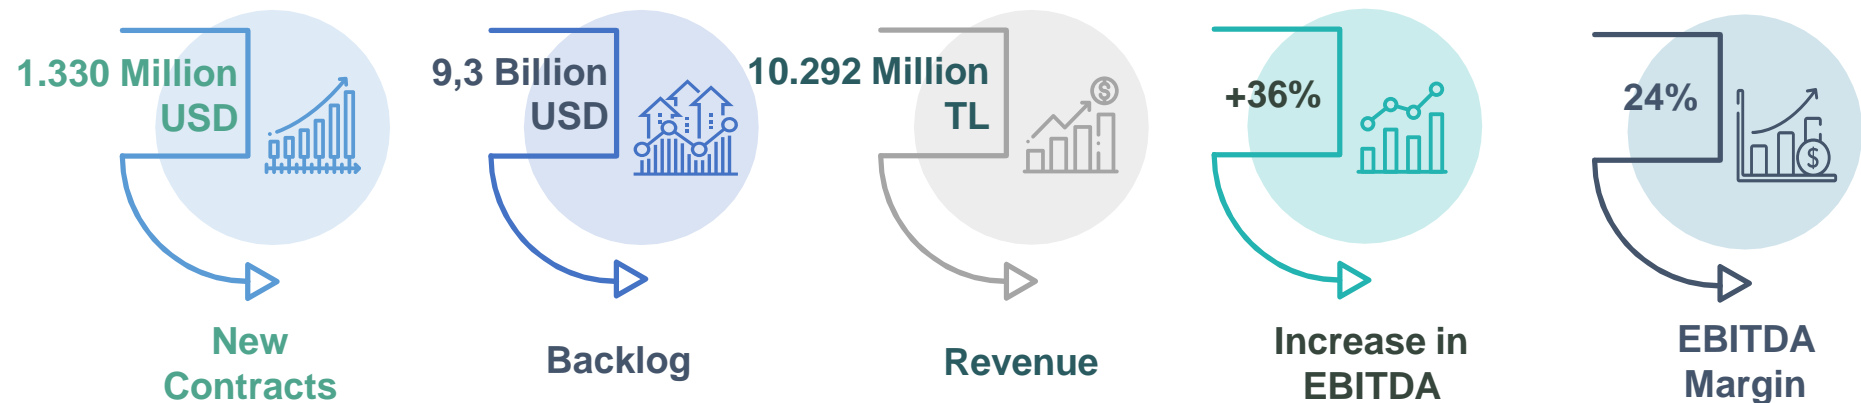 1.330 Million
USD
New
Contracts
9,3 Billion
USD
Backlog
10.292 Million
TL
Revenue
+36%
Increase in
EBITDA
24%
EBITDA
Margin